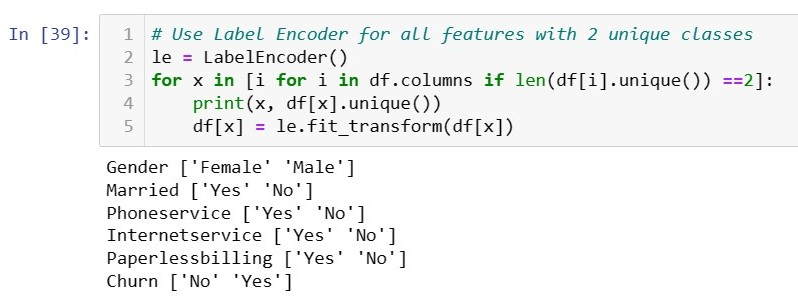 In [39]:
1 # Use Label Encoder for all features with 2 unique classes
2 le = LabelEncoder()
3 for x in [i for i in df.columns if len(df[i].unique()) ==2]:
4     print(x, df[x].unique())
5     df[x] = le.fit_transform(df[x])
Gender ['Female' 'Male']
Married ['Yes' 'No']
Phoneservice ['Yes' 'No']
Internetservice ['Yes' 'No']
Paperlessbilling ['Yes' 'No']
Churn ['No' 'Yes']